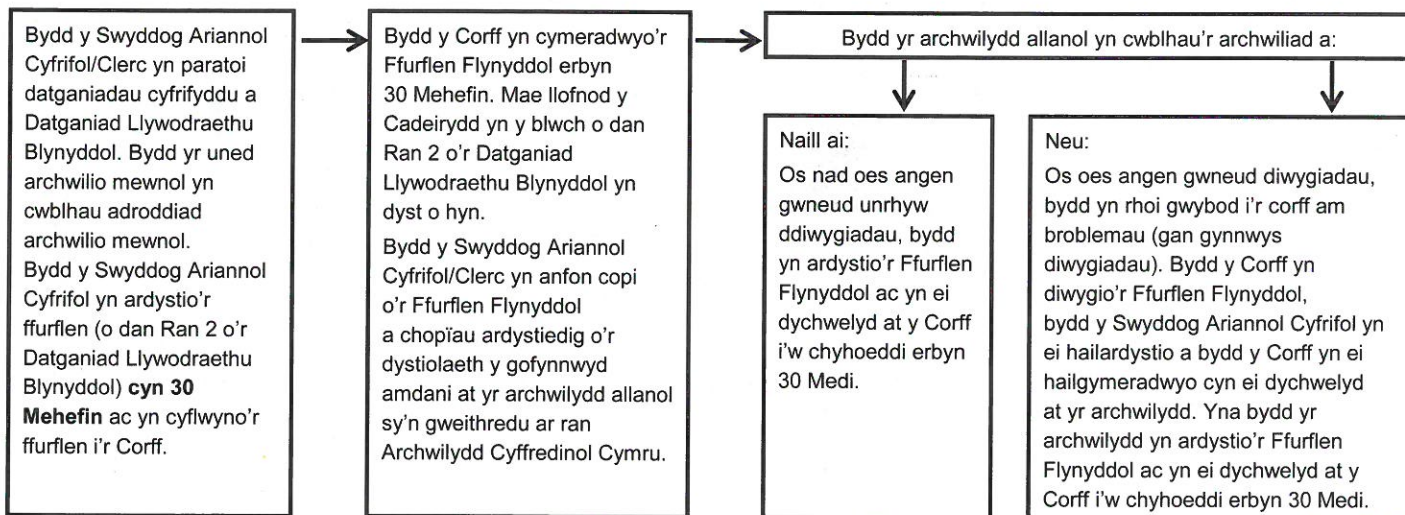 Bydd y Swyddog Ariannol
Cyfrifol/Clerc yn paratoi
datganiadau cyfrifyddu a
Datganiad Llywodraethu
Blynyddol. Bydd yr uned
archwilio mewnol yn
cwblhau adroddiad
archwilio mewnol.
Bydd y Swyddog Ariannol
Cyfrifol yn ardystio'r
ffurflen (o dan Ran 2 o'r
Datganiad Llywodraethu
Blynyddol) cyn 30
Mehefin ac yn cyflwyno'r
ffurflen i'r Corff.
Bydd y Corff yn cymeradwyo'r
Ffurflen Flynyddol erbyn
30 Mehefin. Mae llofnod y
Cadeirydd yn y blwch o dan
Ran 2 o'r Datganiad
Llywodraethu Blynyddol yn
dyst o hyn.
Bydd y Swyddog Ariannol
Cyfrifol/Clerc yn anfon copi
o'r Ffurflen Flynyddol
a chopïau ardystiedig o'r
dystiolaeth y gofynnwyd
amdani at yr archwilydd allanol
sy'n gweithredu ar ran
Archwilydd Cyffredinol Cymru.
Bydd yr archwilydd allanol yn cwblhau'r archwiliad a:
Naill ai:
Os nad oes angen
gwneud unrhyw
ddiwygiadau, bydd
yn ardystio'r Ffurflen
Flynyddol ac yn ei
dychwelyd at y Corff
i'w chyhoeddi erbyn
30 Medi.
Neu:
Os oes angen gwneud diwygiadau,
bydd yn rhoi gwybod i'r corff am
broblemau (gan gynnwys
diwygiadau). Bydd y Corff yn
diwygio'r Ffurflen Flynyddol,
bydd y Swyddog Ariannol Cyfrifol yn
ei hailardystio a bydd y Corff yn ei
hailgymeradwyo cyn ei dychwelyd
at yr archwilydd. Yna bydd yr
archwilydd yn ardystio'r Ffurflen
Flynyddol ac yn ei dychwelyd at y
Corff i'w chyhoeddi erbyn 30 Medi.